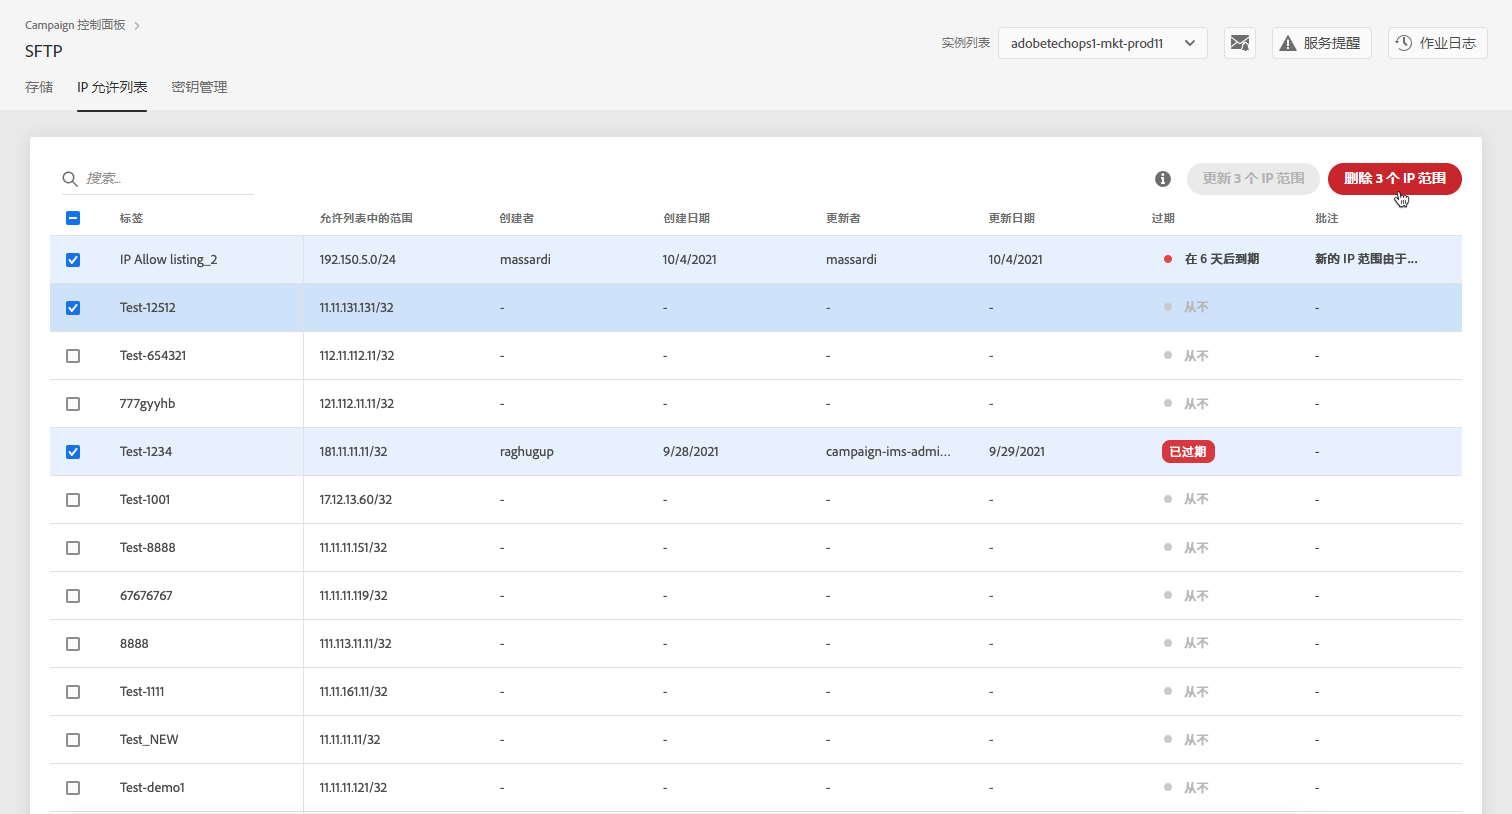 Campaign 控制面板
SFTP
实例列表 adobetechops1-mkt-prod11 服务提醒 作业日志
存储 IP 允许列表 密钥管理
搜索... 更新 3 个 IP 范围 删除 3 个 IP 范围
标签 允许列表中的范围 创建者 创建日期 更新者 更新日期 过期 批注
IP Allow listing_2 192.150.5.0/24 massardi 10/4/2021 massardi 10/4/2021 在 6 天后到期 新的 IP 范围由于...
Test-12512 11.11.131.131/32 - - - - 从不 -
Test-654321 112.11.112.11/32 - - - - 从不 -
777gyyhb 121.112.11.11/32 - - - - 从不 -
Test-1234 181.11.11.11/32 raghugup 9/28/2021 campaign-ims-admi... 9/29/2021 已过期 -
Test-1001 17.12.13.60/32 - - - - 从不 -
Test-8888 11.11.11.151/32 - - - - 从不 -
67676767 11.11.11.119/32 - - - - 从不 -
8888 111.113.11.11/32 - - - - 从不 -
Test-1111 11.11.161.11/32 - - - - 从不 -
Test_NEW 11.11.11.11/32 - - - - 从不 -
Test-demo1 11.11.11.121/32 - - - - 从不 -